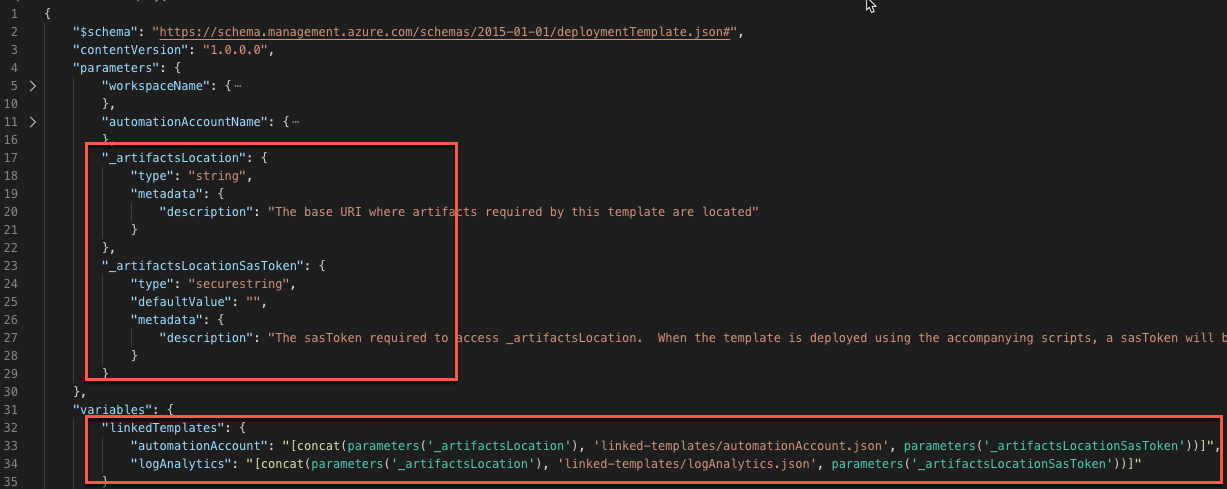 1 {
2 "$schema": "https://schema.management.azure.com/schemas/2015-01-01/deploymentTemplate.json#",
3 "contentVersion": "1.0.0.0",
4 "parameters": {
5 "workspaceName": { …
10 },
11 "automationAccountName": { …
16 },
17 "_artifactsLocation": {
18 "type": "string",
19 "metadata": {
20 "description": "The base URI where artifacts required by this template are located"
21 }
22 },
23 "_artifactsLocationSasToken": {
24 "type": "securestring",
25 "defaultValue": "",
26 "metadata": {
27 "description": "The sasToken required to access _artifactsLocation.  When the template is deployed using the accompanying scripts, a sasToken will b
28 }
29 }
30 },
31 "variables": {
32 "linkedTemplates": {
33 "automationAccount": "[concat(parameters('_artifactsLocation'), 'linked-templates/automationAccount.json', parameters('_artifactsLocationSasToken'))]",
34 "logAnalytics": "[concat(parameters('_artifactsLocation'), 'linked-templates/logAnalytics.json', parameters('_artifactsLocationSasToken'))]"
35 }